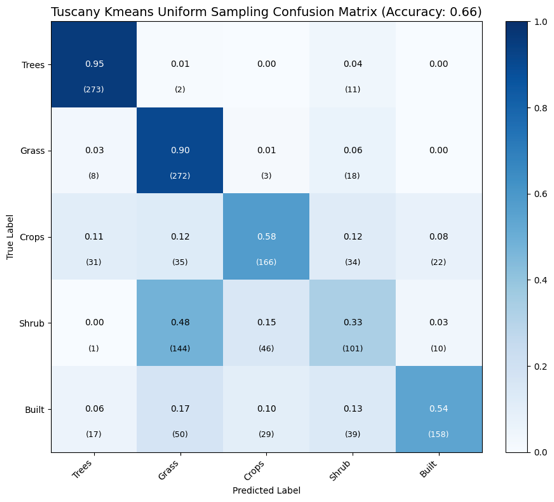 Tuscany Kmeans Uniform Sampling Confusion Matrix (Accuracy: 0.66)
Trees 0.95 0.01 0.00 0.04 0.00
(273) (2) (11)
Grass 0.03 0.90 0.01 0.06 0.00
(8) (272) (3) (18)
Crops 0.11 0.12 0.58 0.12 0.08
(31) (35) (166) (34) (22)
Shrub 0.00 0.48 0.15 0.33 0.03
(1) (144) (46) (101) (10)
Built 0.06 0.17 0.10 0.13 0.54
(17) (50) (29) (39) (158)
Trees Grass Crops Shrub Built
Predicted Label
True Label
1.0
0.8
0.6
0.4
0.2
0.0